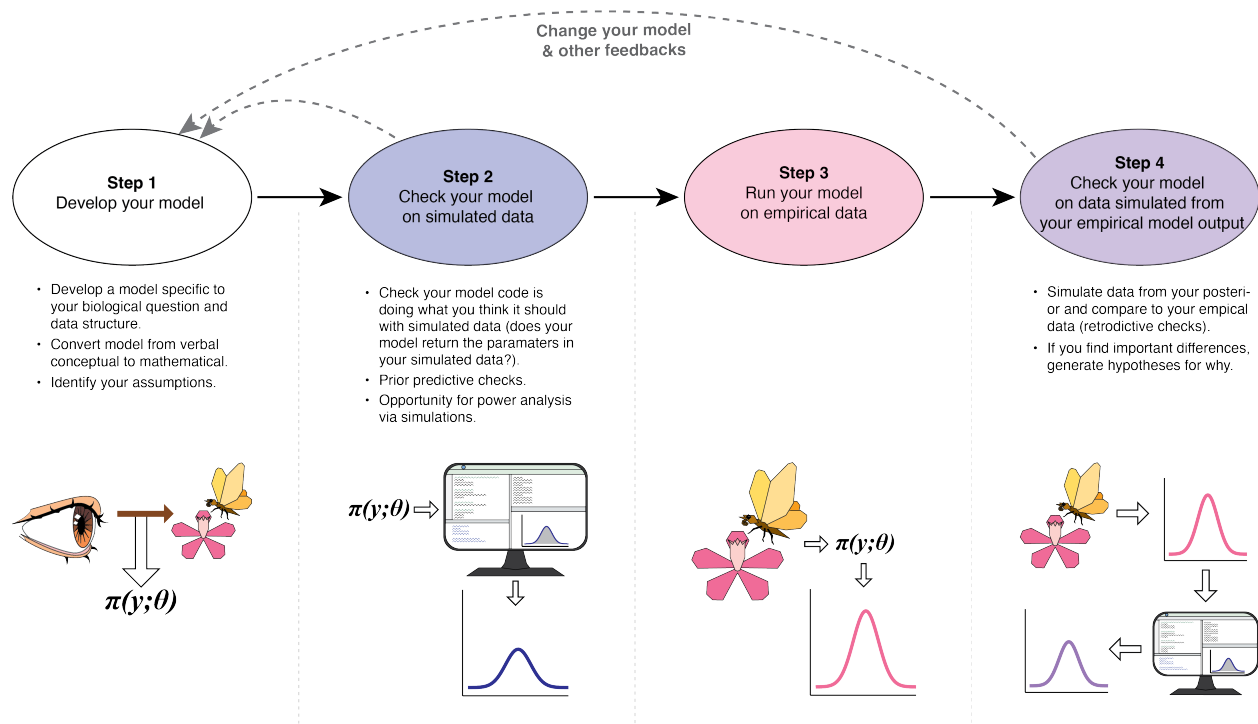 Change your model
& other feedbacks
Step 1
Develop your model
Step 2
Check your model
on simulated data
Step 3
Run your model
on empirical data
Step 4
Check your model
on data simulated from
your empirical model output
• Develop a model specific to
your biological question and
data structure.
• Convert model from verbal
conceptual to mathematical.
• Identify your assumptions.
• Check your model code is
doing what you think it should
with simulated data (does your
model return the paramaters in
your simulated data?).
• Prior predictive checks.
• Opportunity for power analysis
via simulations.
• Simulate data from your posteri-
or and compare to your empical
data (retrodictive checks).
• If you find important differences,
generate hypotheses for why.
π(y;θ)
π(y;θ)
π(y;θ)